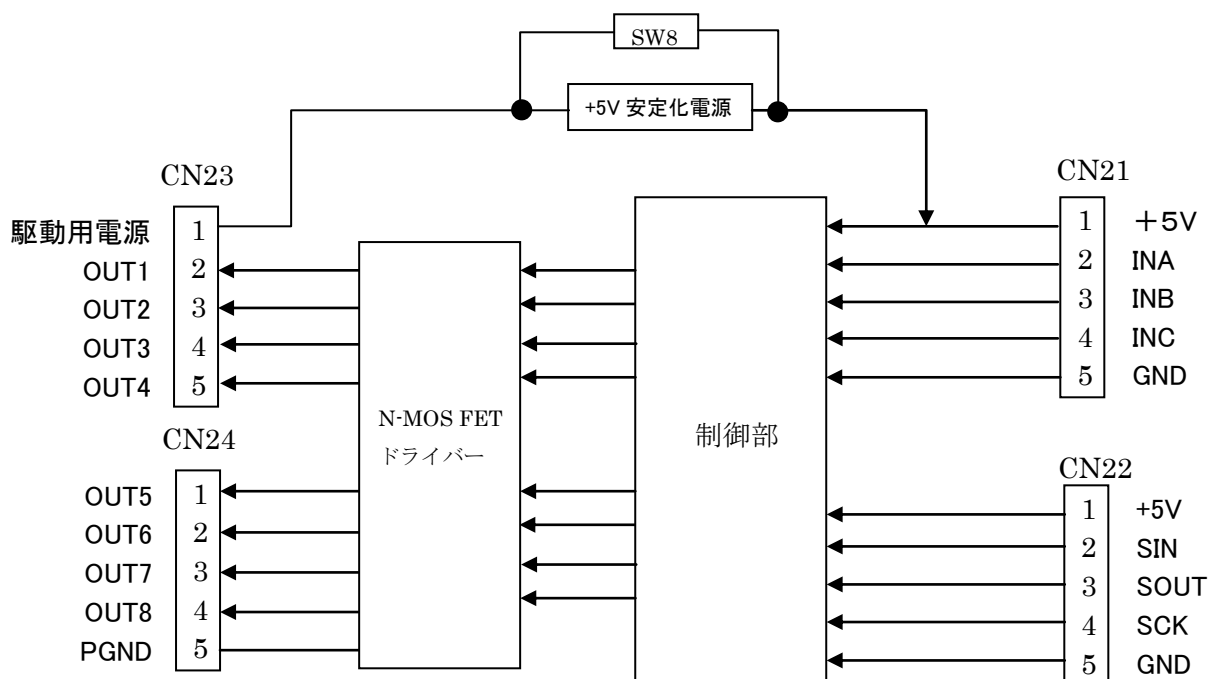 SW8
+5V 安定化電源
CN23
駆動用電源 1
OUT1 2
OUT2 3
OUT3 4
OUT4 5
CN24
OUT5 1
OUT6 2
OUT7 3
OUT8 4
PGND 5
N-MOS FET
ドライバー
制御部
CN21
1 +5V
2 INA
3 INB
4 INC
5 GND
CN22
1 +5V
2 SIN
3 SOUT
4 SCK
5 GND